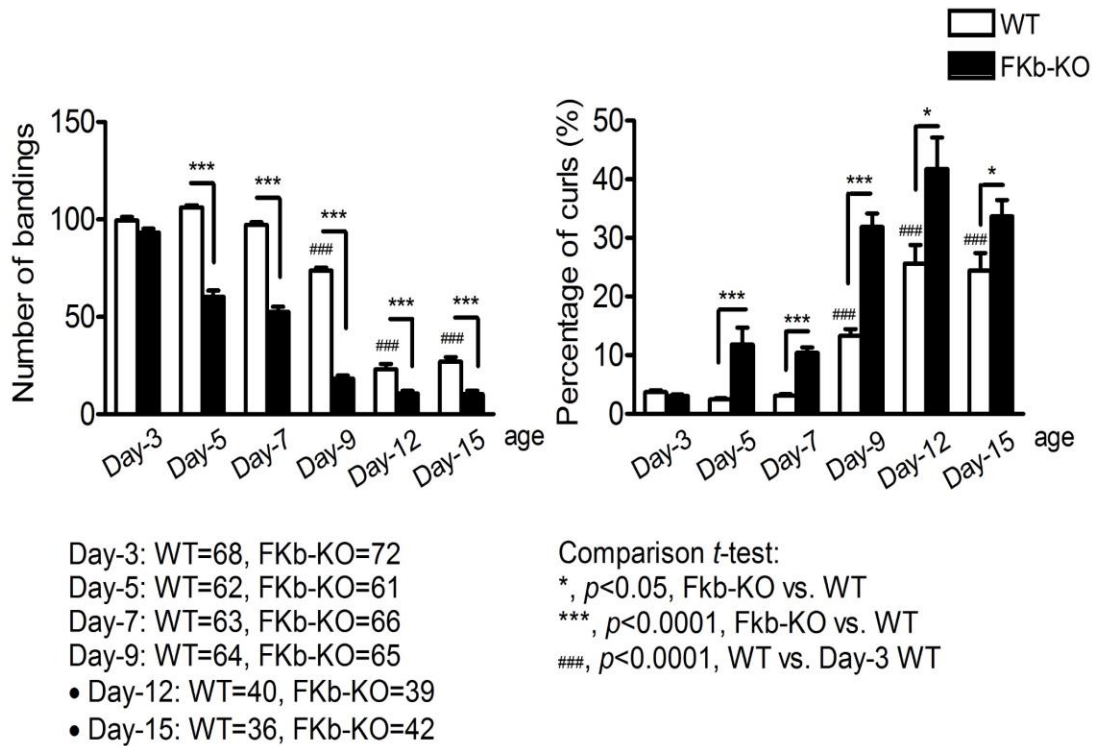 WT
FKb-KO
Number of bandings
150
100
50
0
***
***
***
***
***
###
###
###
Day-3 Day-5 Day-7 Day-9 Day-12 Day-15 age
Percentage of curls (%)
50
40
30
20
10
0
***
***
***
*
*
###
###
###
Day-3 Day-5 Day-7 Day-9 Day-12 Day-15 age
Day-3: WT=68, FKb-KO=72
Day-5: WT=62, FKb-KO=61
Day-7: WT=63, FKb-KO=66
Day-9: WT=64, FKb-KO=65
• Day-12: WT=40, FKb-KO=39
• Day-15: WT=36, FKb-KO=42
Comparison t-test:
*, p<0.05, Fkb-KO vs. WT
***, p<0.0001, Fkb-KO vs. WT
###, p<0.0001, WT vs. Day-3 WT